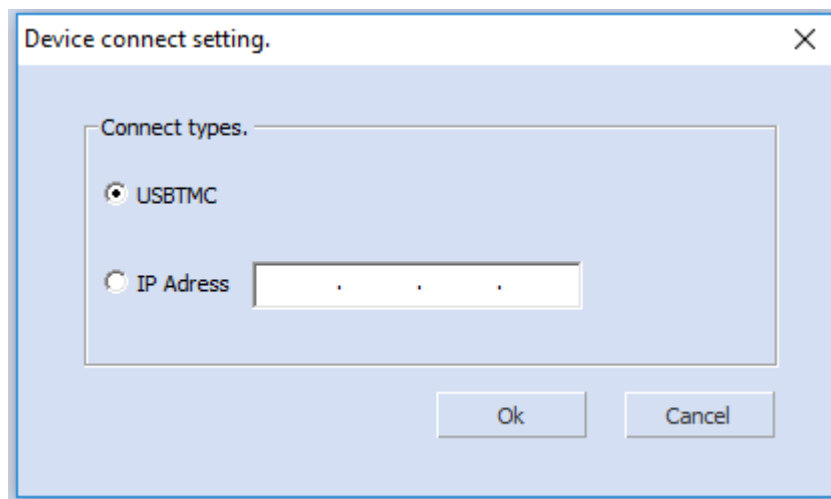 Device connect setting.
Connect types.
USBTMC
IP Adress . . .
Ok Cancel